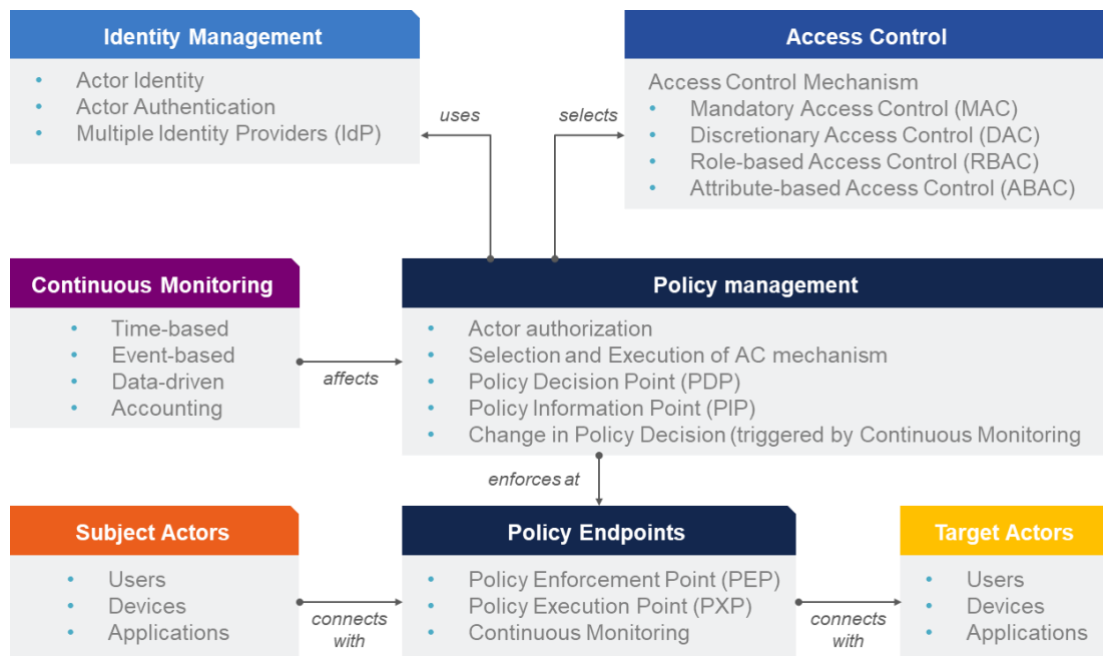 Identity Management
Actor Identity
Actor Authentication
Multiple Identity Providers (IdP)
uses
selects
Access Control
Access Control Mechanism
Mandatory Access Control (MAC)
Discretionary Access Control (DAC)
Role-based Access Control (RBAC)
Attribute-based Access Control (ABAC)
Continuous Monitoring
Time-based
Event-based
Data-driven
Accounting
affects
Policy management
Actor authorization
Selection and Execution of AC mechanism
Policy Decision Point (PDP)
Policy Information Point (PIP)
Change in Policy Decision (triggered by Continuous Monitoring
enforces at
Subject Actors
Users
Devices
Applications
connects
with
Policy Endpoints
Policy Enforcement Point (PEP)
Policy Execution Point (PXP)
Continuous Monitoring
connects
with
Target Actors
Users
Devices
Applications